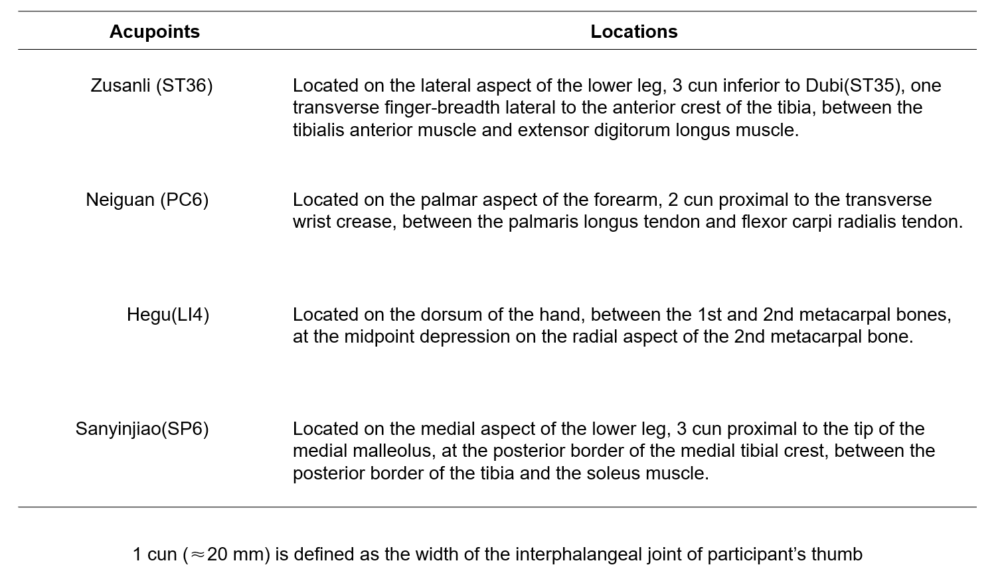 Acupoints Locations
Zusanli (ST36) Located on the lateral aspect of the lower leg, 3 cun inferior to Dubi(ST35), one
transverse finger-breadth lateral to the anterior crest of the tibia, between the
tibialis anterior muscle and extensor digitorum longus muscle.
Neiguan (PC6) Located on the palmar aspect of the forearm, 2 cun proximal to the transverse
wrist crease, between the palmaris longus tendon and flexor carpi radialis tendon.
Hegu(LI4) Located on the dorsum of the hand, between the 1st and 2nd metacarpal bones,
at the midpoint depression on the radial aspect of the 2nd metacarpal bone.
Sanyinjiao(SP6) Located on the medial aspect of the lower leg, 3 cun proximal to the tip of the
medial malleolus, at the posterior border of the medial tibial crest, between the
posterior border of the tibia and the soleus muscle.
1 cun (≈20 mm) is defined as the width of the interphalangeal joint of participant’s thumb